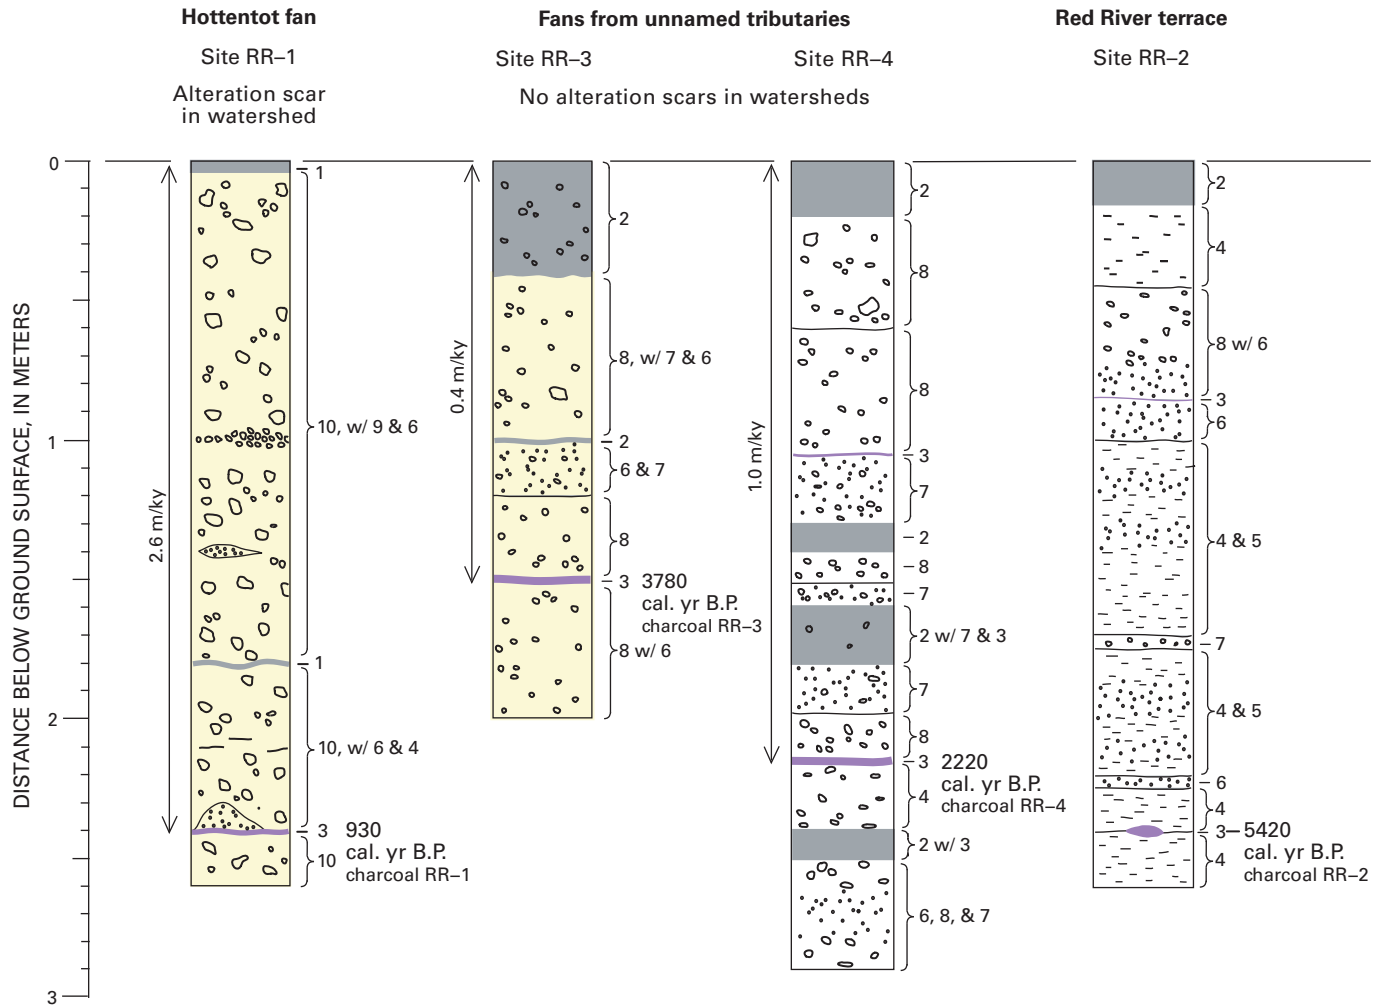 Hottentot fan
Site RR–1
Alteration scar
in watershed
Fans from unnamed tributaries
Site RR–3
Site RR–4
No alteration scars in watersheds
Red River terrace
Site RR–2
DISTANCE BELOW GROUND SURFACE, IN METERS
0
1
2
3
2.6 m/ky
1
10, w/ 9 & 6
1
10, w/ 6 & 4
3 930
cal. yr B.P.
charcoal RR–1
10
0.4 m/ky
2
8, w/ 7 & 6
2
6 & 7
8
3 3780
cal. yr B.P.
charcoal RR–3
8 w/ 6
1.0 m/ky
2
8
8
3
7
2
8
7
2 w/ 7 & 3
7
8
3 2220
cal. yr B.P.
charcoal RR–4
4
2 w/ 3
6, 8, & 7
2
4
8 w/ 6
3
6
4 & 5
7
4 & 5
6
4
3 5420
cal. yr B.P.
charcoal RR–2
4